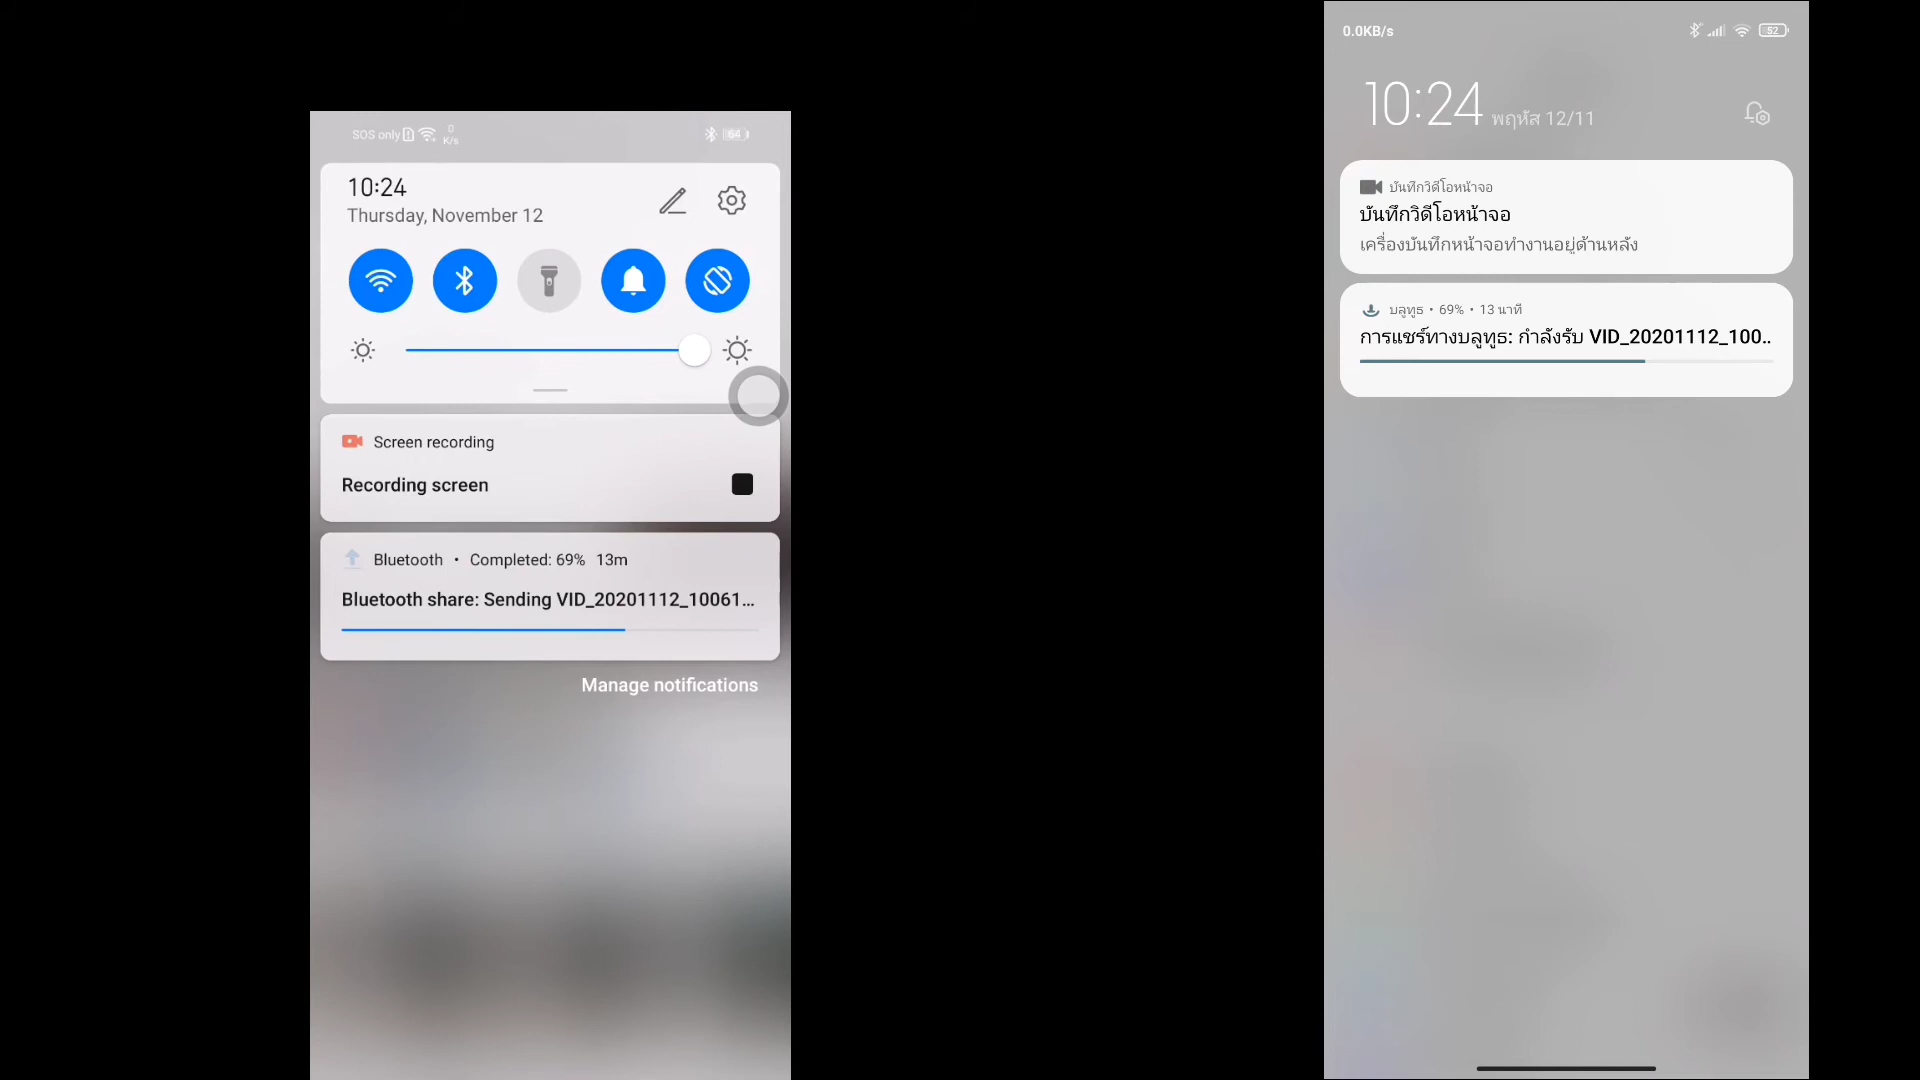 SOS only
0
K/s
64
10:24
Thursday, November 12
Screen recording
Recording screen
Bluetooth • Completed: 69% 13m
Bluetooth share: Sending VID_20201112_10061...
Manage notifications
0.0KB/s
52
10:24 พฤหัส 12/11
บันทึกวิดีโอหน้าจอ
บันทึกวิดีโอหน้าจอ
เครื่องบันทึกหน้าจอทำงานอยู่ด้านหลัง
บลูทูธ • 69% • 13 นาที
การแชร์ทางบลูทูธ: กำลังรับ VID_20201112_100..